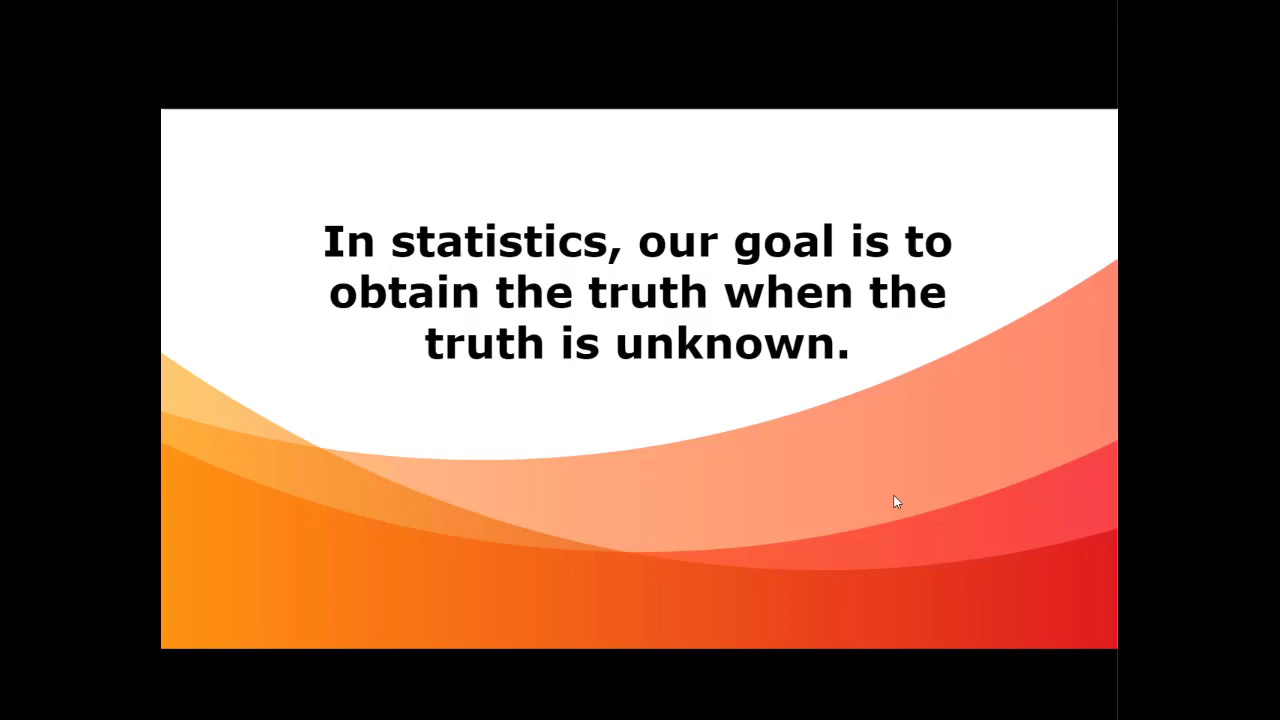 In statistics, our goal is to
obtain the truth when the
truth is unknown.